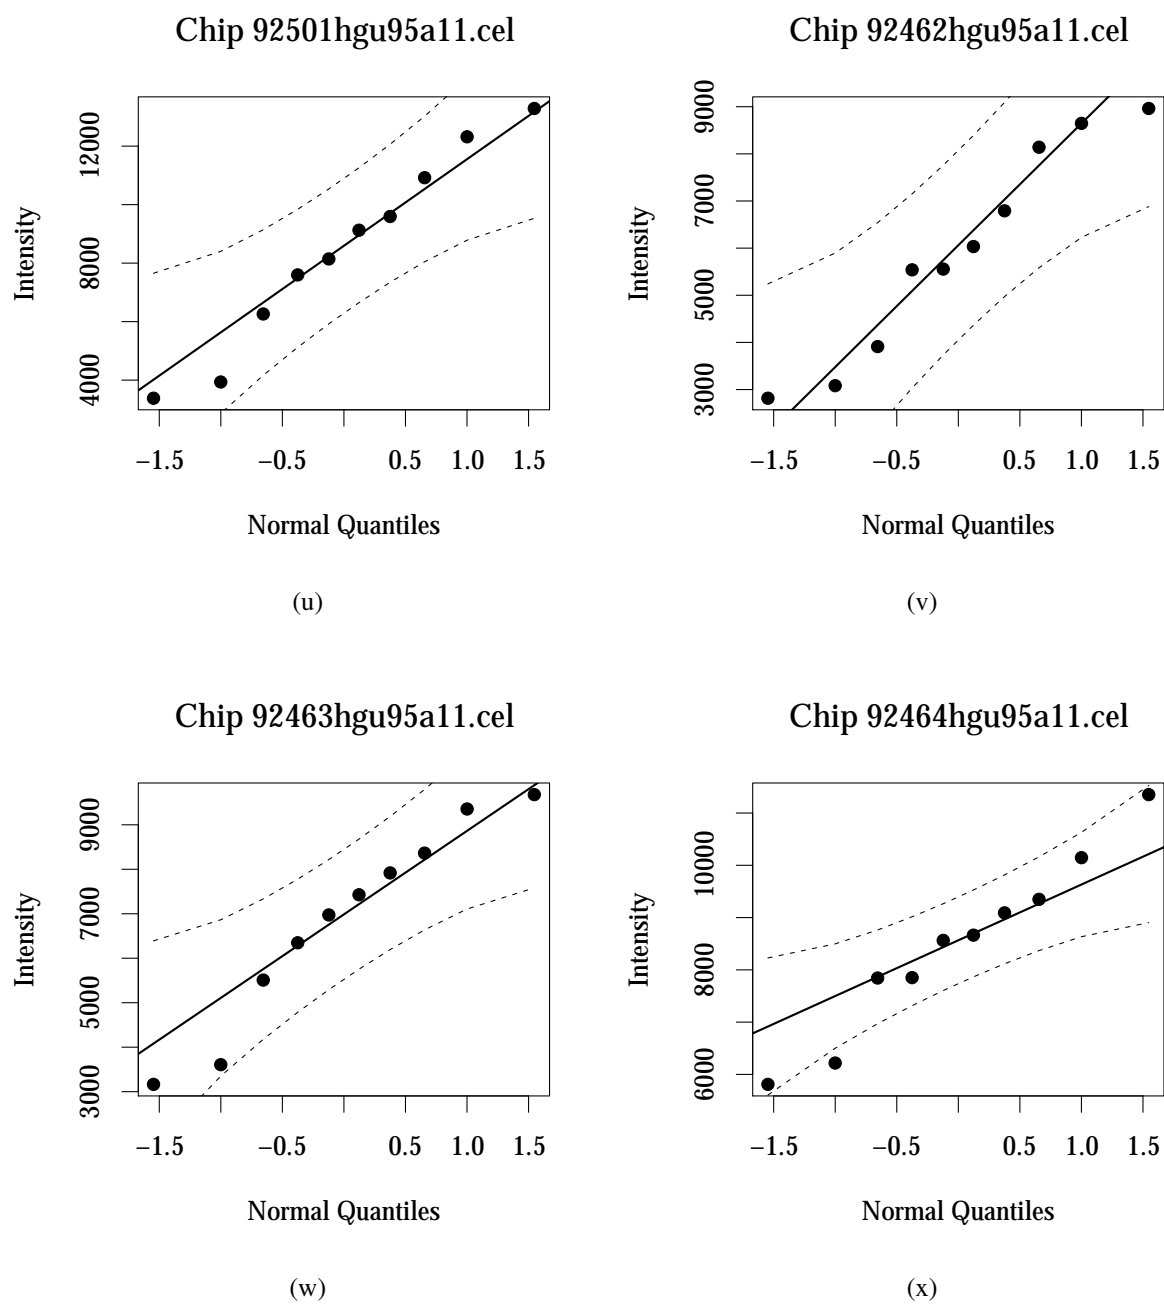 Chip 92501hgu95a11.cel
Chip 92462hgu95a11.cel
Intensity
4000 8000 12000
−1.5 −0.5 0.5 1.0 1.5
Normal Quantiles
(u)
Intensity
3000 5000 7000 9000
−1.5 −0.5 0.5 1.0 1.5
Normal Quantiles
(v)
Chip 92463hgu95a11.cel
Chip 92464hgu95a11.cel
Intensity
3000 5000 7000 9000
−1.5 −0.5 0.5 1.0 1.5
Normal Quantiles
(w)
Intensity
6000 8000 10000
−1.5 −0.5 0.5 1.0 1.5
Normal Quantiles
(x)